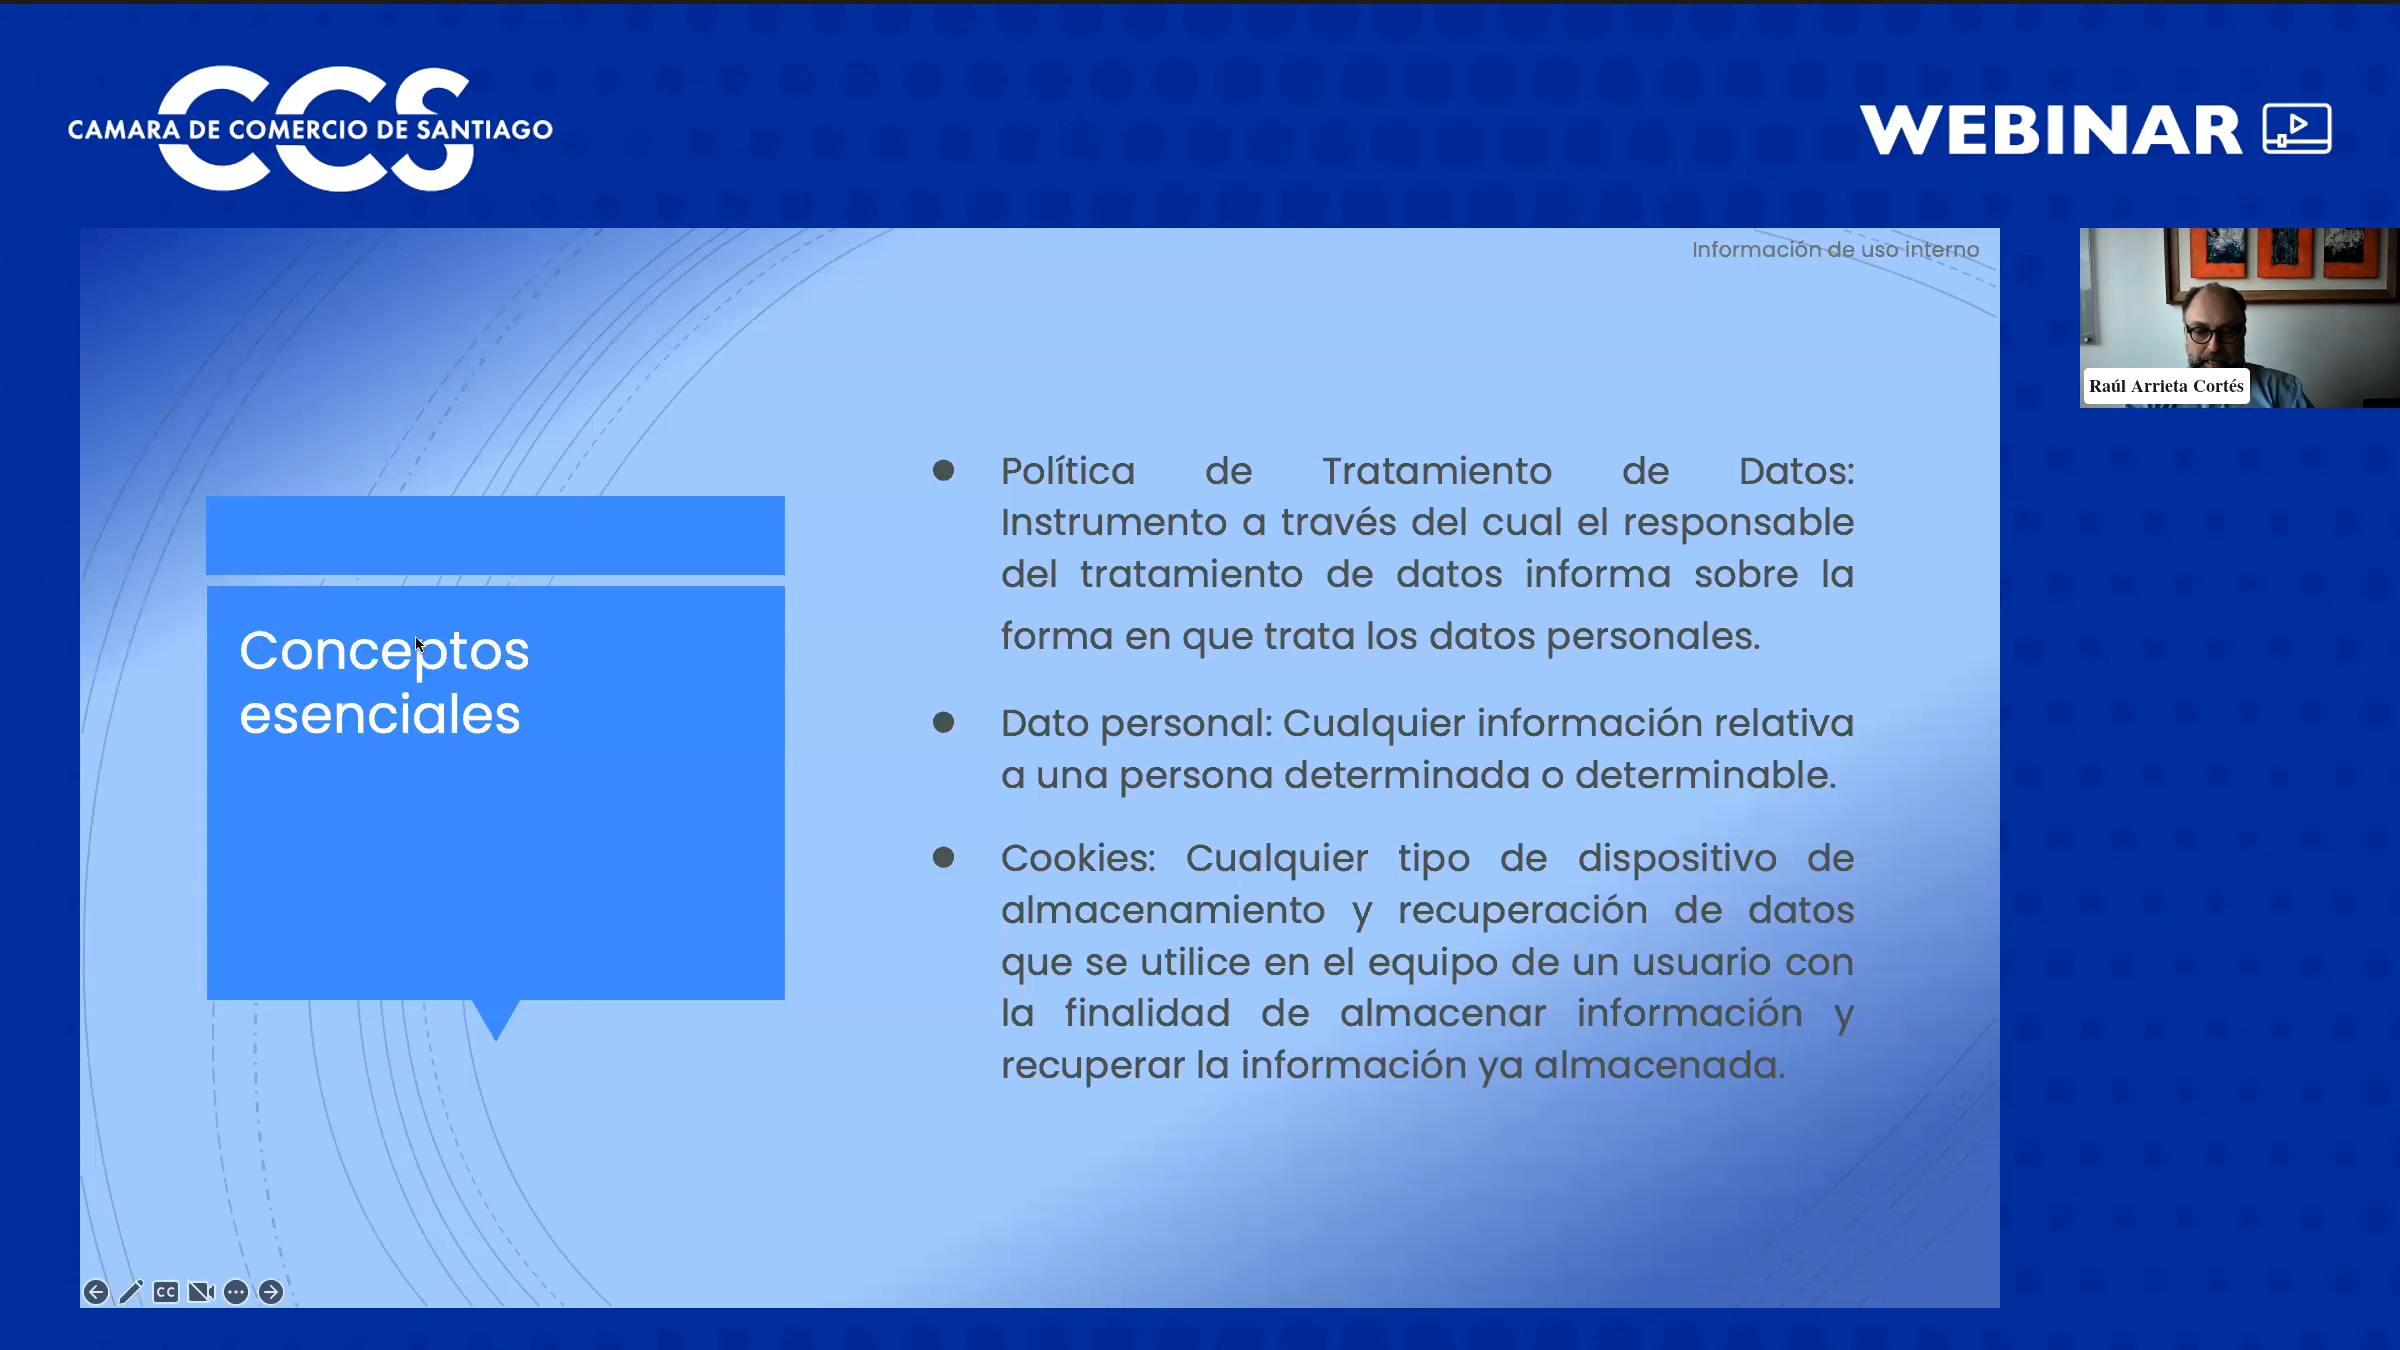 CCS
CAMARA DE COMERCIO DE SANTIAGO
WEBINAR
Información de uso interno
Raúl Arrieta Cortés
Conceptos
esenciales
Política de Tratamiento de Datos:
Instrumento a través del cual el responsable
del tratamiento de datos informa sobre la
forma en que trata los datos personales.
Dato personal: Cualquier información relativa
a una persona determinada o determinable.
Cookies: Cualquier tipo de dispositivo de
almacenamiento y recuperación de datos
que se utilice en el equipo de un usuario con
la finalidad de almacenar información y
recuperar la información ya almacenada.
CC